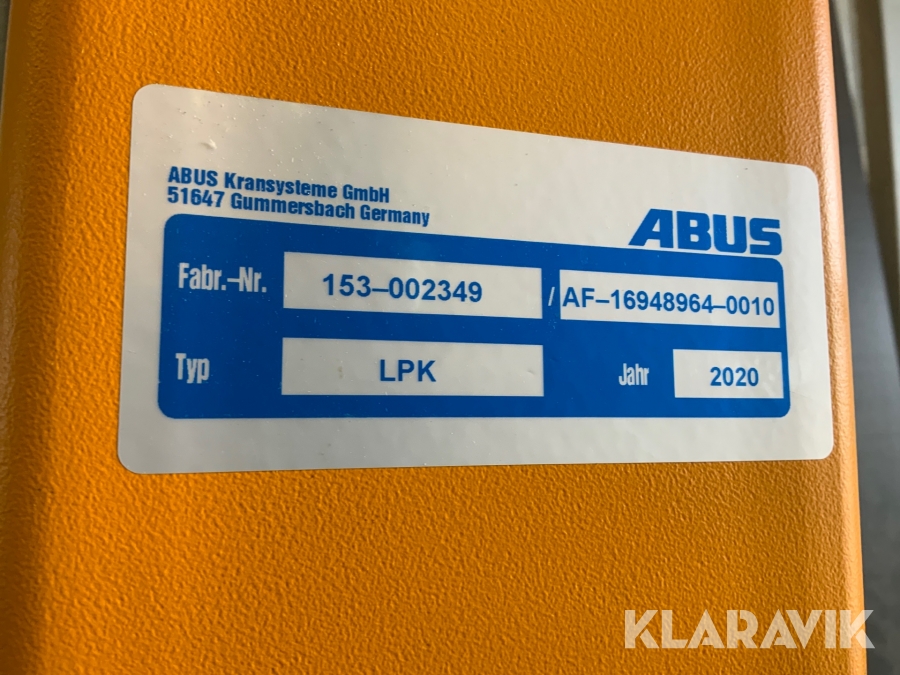 ABUS Kransysteme GmbH
51647 Gummersbach Germany
ABUS
Fabr.–Nr. 153–002349 / AF–16948964–0010
Typ LPK Jahr 2020
KLARAVIK